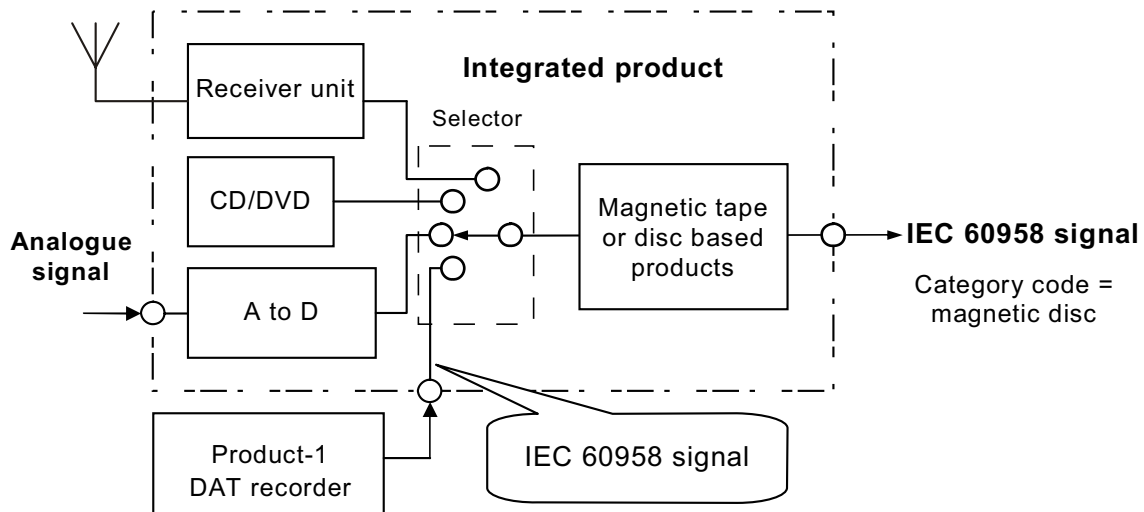 Integrated product
Receiver unit
Selector
CD/DVD
Magnetic tape
or disc based
products
Analogue
signal
IEC 60958 signal
A to D
Category code =
magnetic disc
Product-1
DAT recorder
IEC 60958 signal